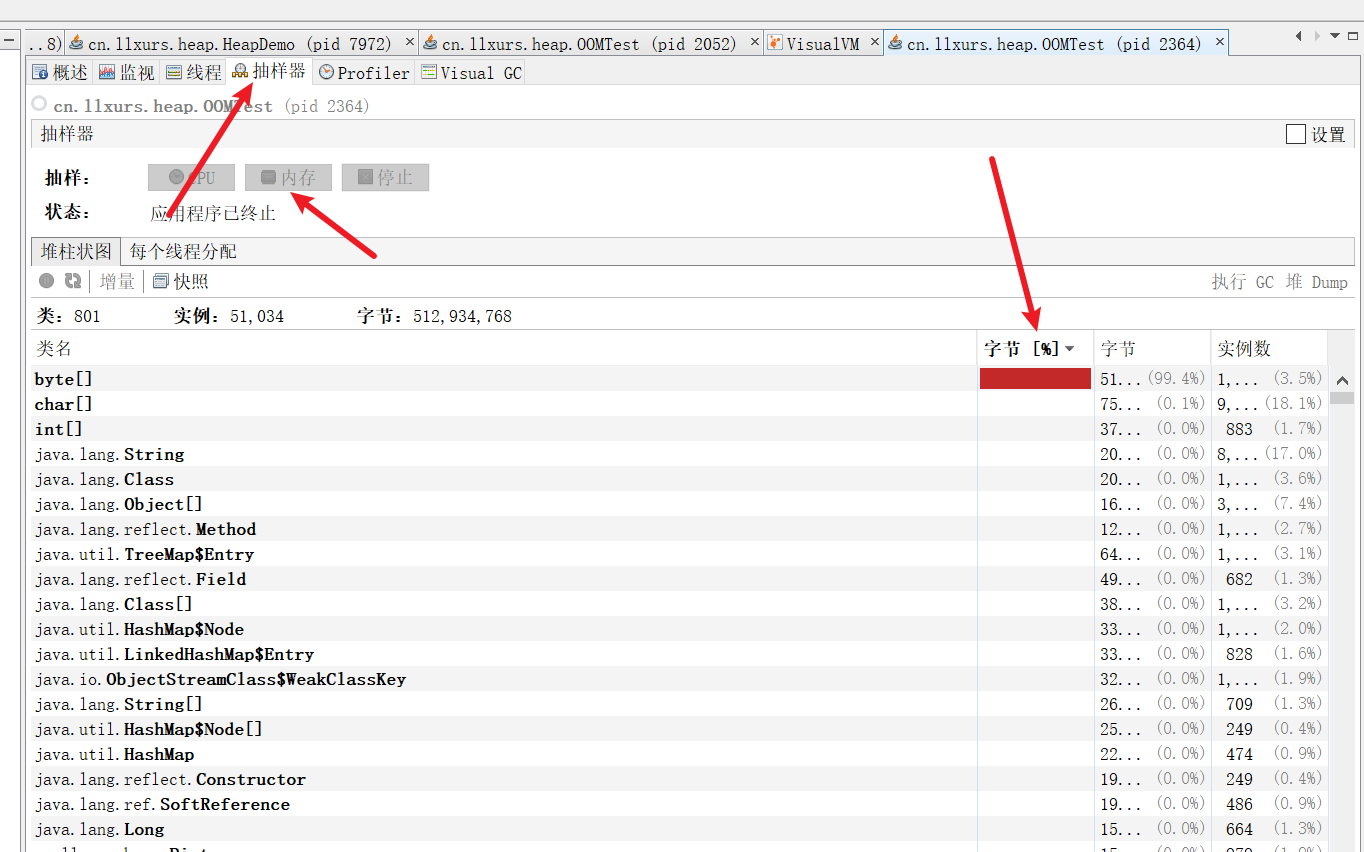 ..8) cn.llxurs.heap.HeapDemo (pid 7972) × cn.llxurs.heap.OOMTest (pid 2052) × VisualVM × cn.llxurs.heap.OOMTest (pid 2364) ×
概述 监视 线程 抽样器 Profiler Visual GC
cn.llxurs.heap.OOMTest (pid 2364)
抽样器 设置
抽样： CPU 内存 停止
状态： 应用程序已终止
堆柱状图 每个线程分配
增量 快照 执行 GC 堆 Dump
类：801 实例：51,034 字节：512,934,768
类名 字节 [%] 字节 实例数
byte[] 51... (99.4%) 1,... (3.5%)
char[] 75... (0.1%) 9,... (18.1%)
int[] 37... (0.0%) 883 (1.7%)
java.lang.String 20... (0.0%) 8,... (17.0%)
java.lang.Class 20... (0.0%) 1,... (3.6%)
java.lang.Object[] 16... (0.0%) 3,... (7.4%)
java.lang.reflect.Method 12... (0.0%) 1,... (2.7%)
java.util.TreeMap$Entry 64... (0.0%) 1,... (3.1%)
java.lang.reflect.Field 49... (0.0%) 682 (1.3%)
java.lang.Class[] 38... (0.0%) 1,... (3.2%)
java.util.HashMap$Node 33... (0.0%) 1,... (2.0%)
java.util.LinkedHashMap$Entry 33... (0.0%) 828 (1.6%)
java.io.ObjectStreamClass$WeakClassKey 32... (0.0%) 1,... (1.9%)
java.lang.String[] 26... (0.0%) 709 (1.3%)
java.util.HashMap$Node[] 25... (0.0%) 249 (0.4%)
java.util.HashMap 22... (0.0%) 474 (0.9%)
java.lang.reflect.Constructor 19... (0.0%) 249 (0.4%)
java.lang.ref.SoftReference 19... (0.0%) 486 (0.9%)
java.lang.Long 15... (0.0%) 664 (1.3%)